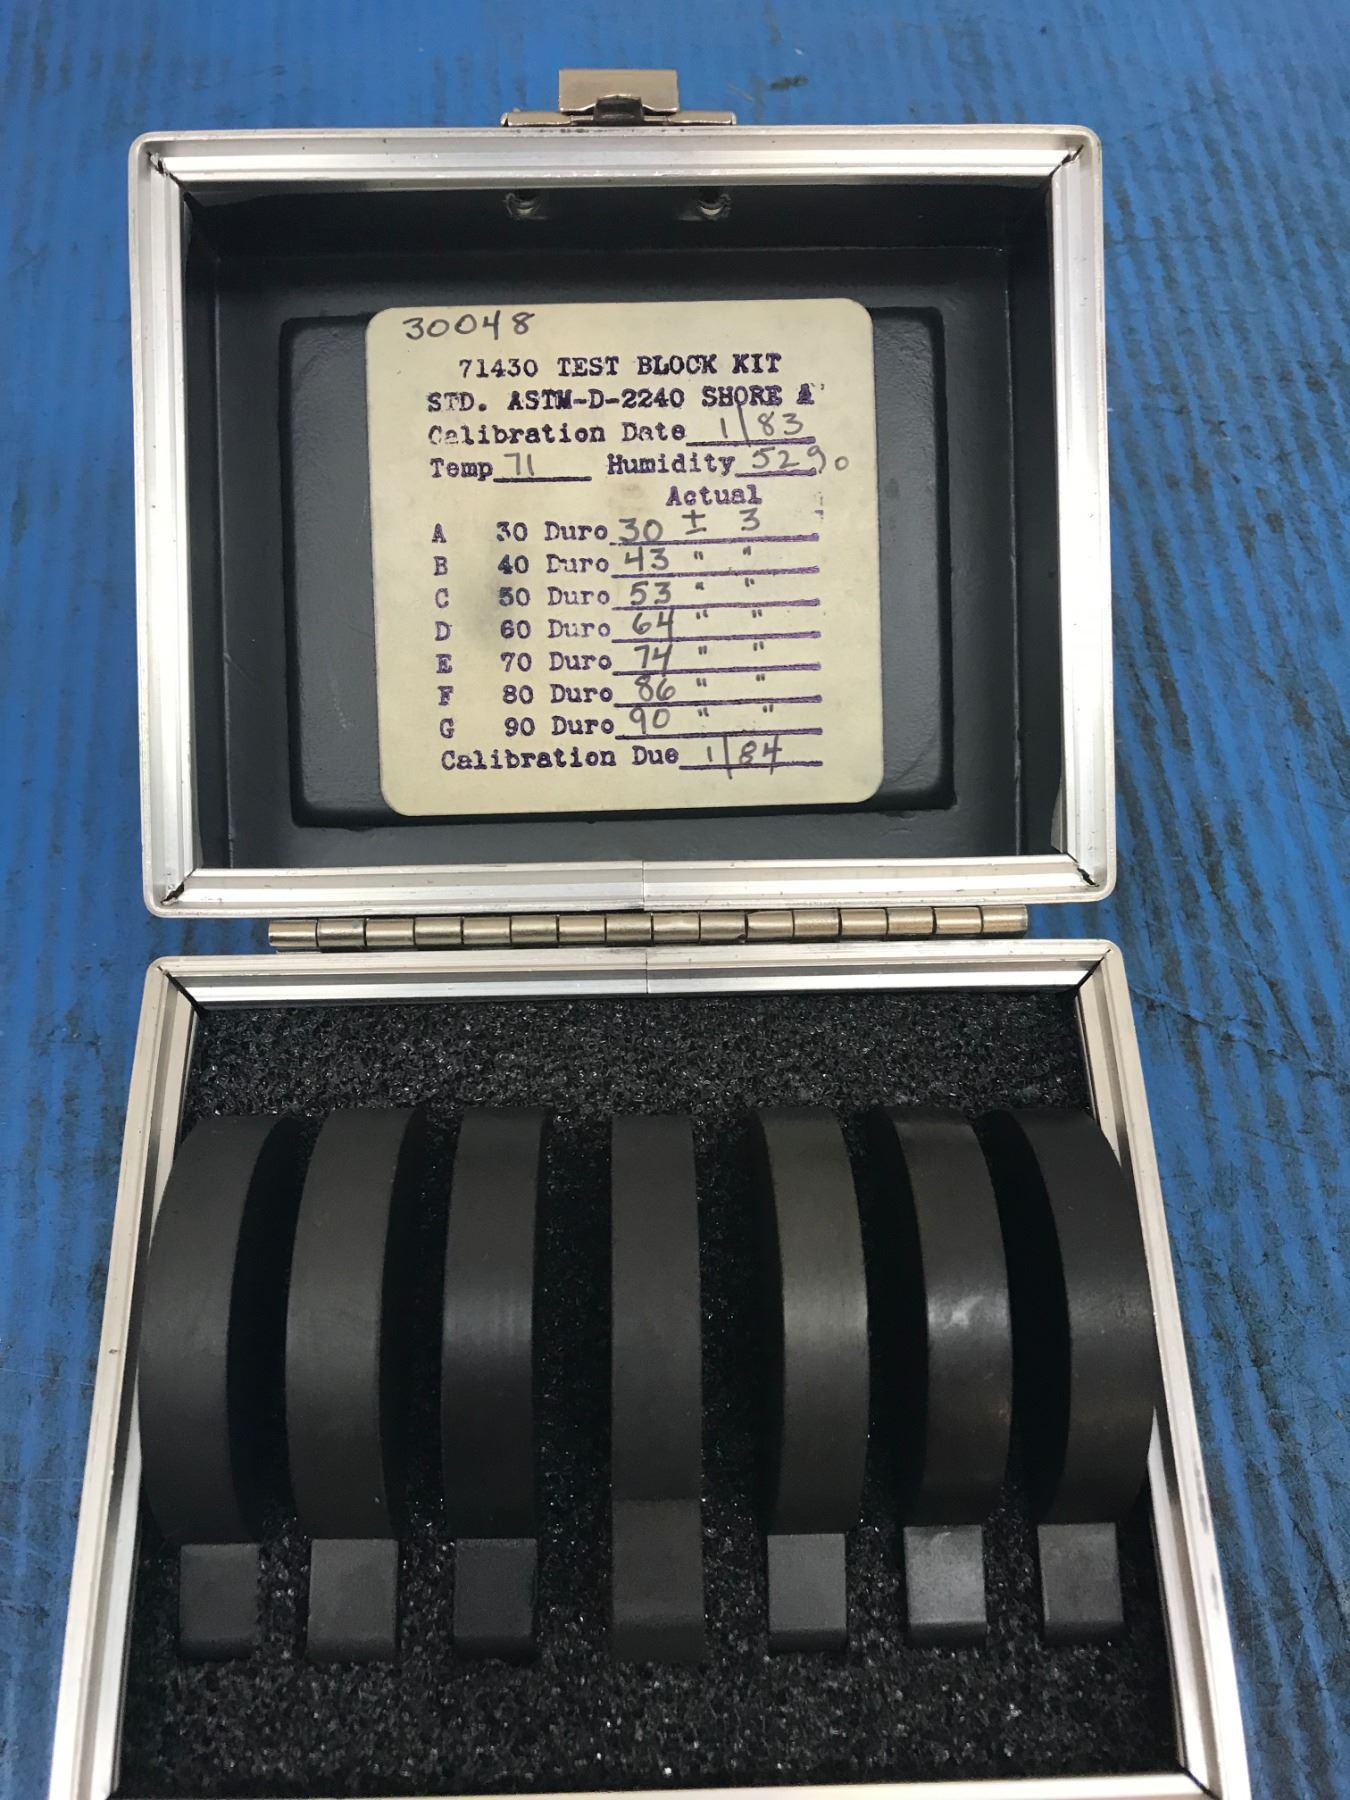 30048
71430 TEST BLOCK KIT
STD. ASTM-D-2240 SHORE A
Calibration Date 1/83
Temp 71 Humidity 52%
Actual
A 30 Duro 30 ± 3
B 40 Duro 43 " "
C 50 Duro 53 " "
D 60 Duro 64 " "
E 70 Duro 74 " "
F 80 Duro 86 " "
G 90 Duro 90 " "
Calibration Due 1/84